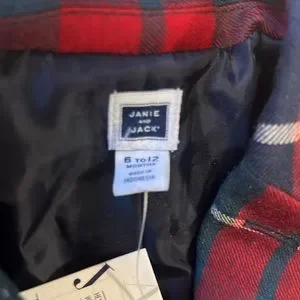 JANIE
AND
JACK®
6 TO 12
MONTHS
MADE IN
INDONESIA